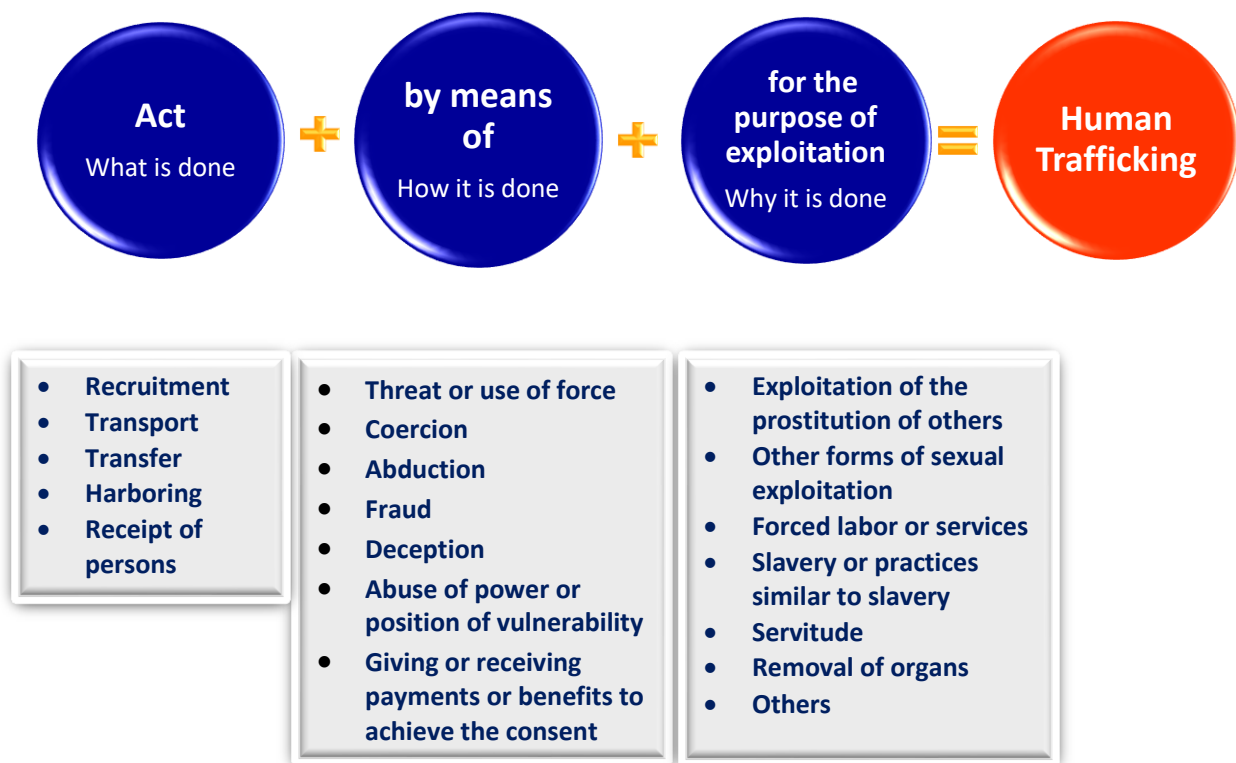 Act
What is done
+
by means
of
How it is done
+
for the
purpose of
exploitation
Why it is done
=
Human
Trafficking
• Recruitment
• Transport
• Transfer
• Harboring
• Receipt of
persons
• Threat or use of force
• Coercion
• Abduction
• Fraud
• Deception
• Abuse of power or
position of vulnerability
• Giving or receiving
payments or benefits to
achieve the consent
• Exploitation of the
prostitution of others
• Other forms of sexual
exploitation
• Forced labor or services
• Slavery or practices
similar to slavery
• Servitude
• Removal of organs
• Others